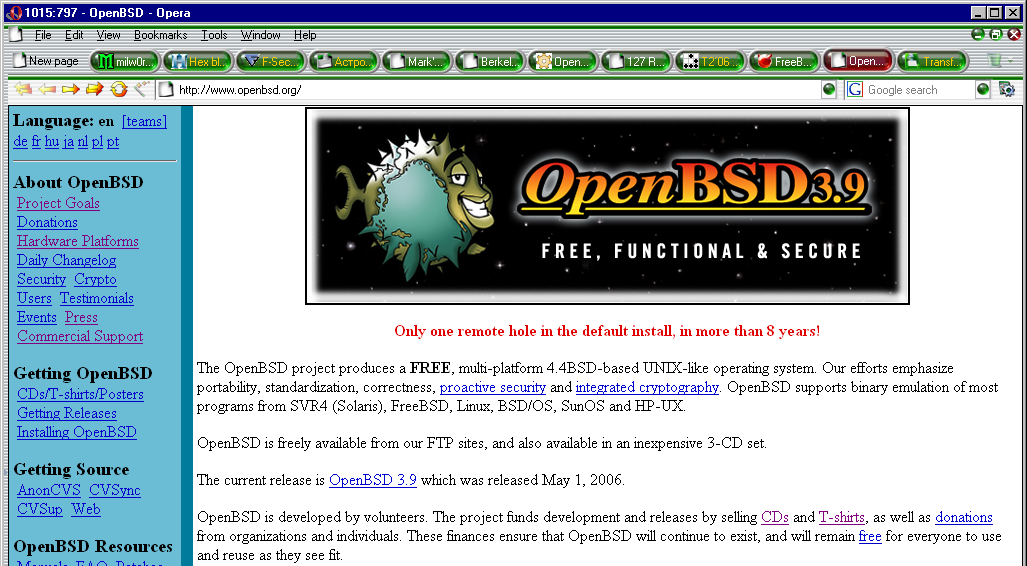 1015:797 - OpenBSD - Opera
File Edit View Bookmarks Tools Window Help
New page milw0r... Hex bl... F-Sec... Астро... Mark'... Berkel... Open... 127 R... T2'06... FreeB... Open... Transf...
http://www.openbsd.org/ Google search
Language: en [teams]
de fr hu ja nl pl pt
About OpenBSD
Project Goals
Donations
Hardware Platforms
Daily Changelog
Security Crypto
Users Testimonials
Events Press
Commercial Support
Getting OpenBSD
CDs/T-shirts/Posters
Getting Releases
Installing OpenBSD
Getting Source
AnonCVS CVSync
CVSup Web
OpenBSD Resources
Manuals FAQ Patches
OpenBSD 3.9
FREE, FUNCTIONAL & SECURE
Only one remote hole in the default install, in more than 8 years!
The OpenBSD project produces a FREE, multi-platform 4.4BSD-based UNIX-like operating system. Our efforts emphasize
portability, standardization, correctness, proactive security and integrated cryptography. OpenBSD supports binary emulation of most
programs from SVR4 (Solaris), FreeBSD, Linux, BSD/OS, SunOS and HP-UX.
OpenBSD is freely available from our FTP sites, and also available in an inexpensive 3-CD set.
The current release is OpenBSD 3.9 which was released May 1, 2006.
OpenBSD is developed by volunteers. The project funds development and releases by selling CDs and T-shirts, as well as donations
from organizations and individuals. These finances ensure that OpenBSD will continue to exist, and will remain free for everyone to use
and reuse as they see fit.